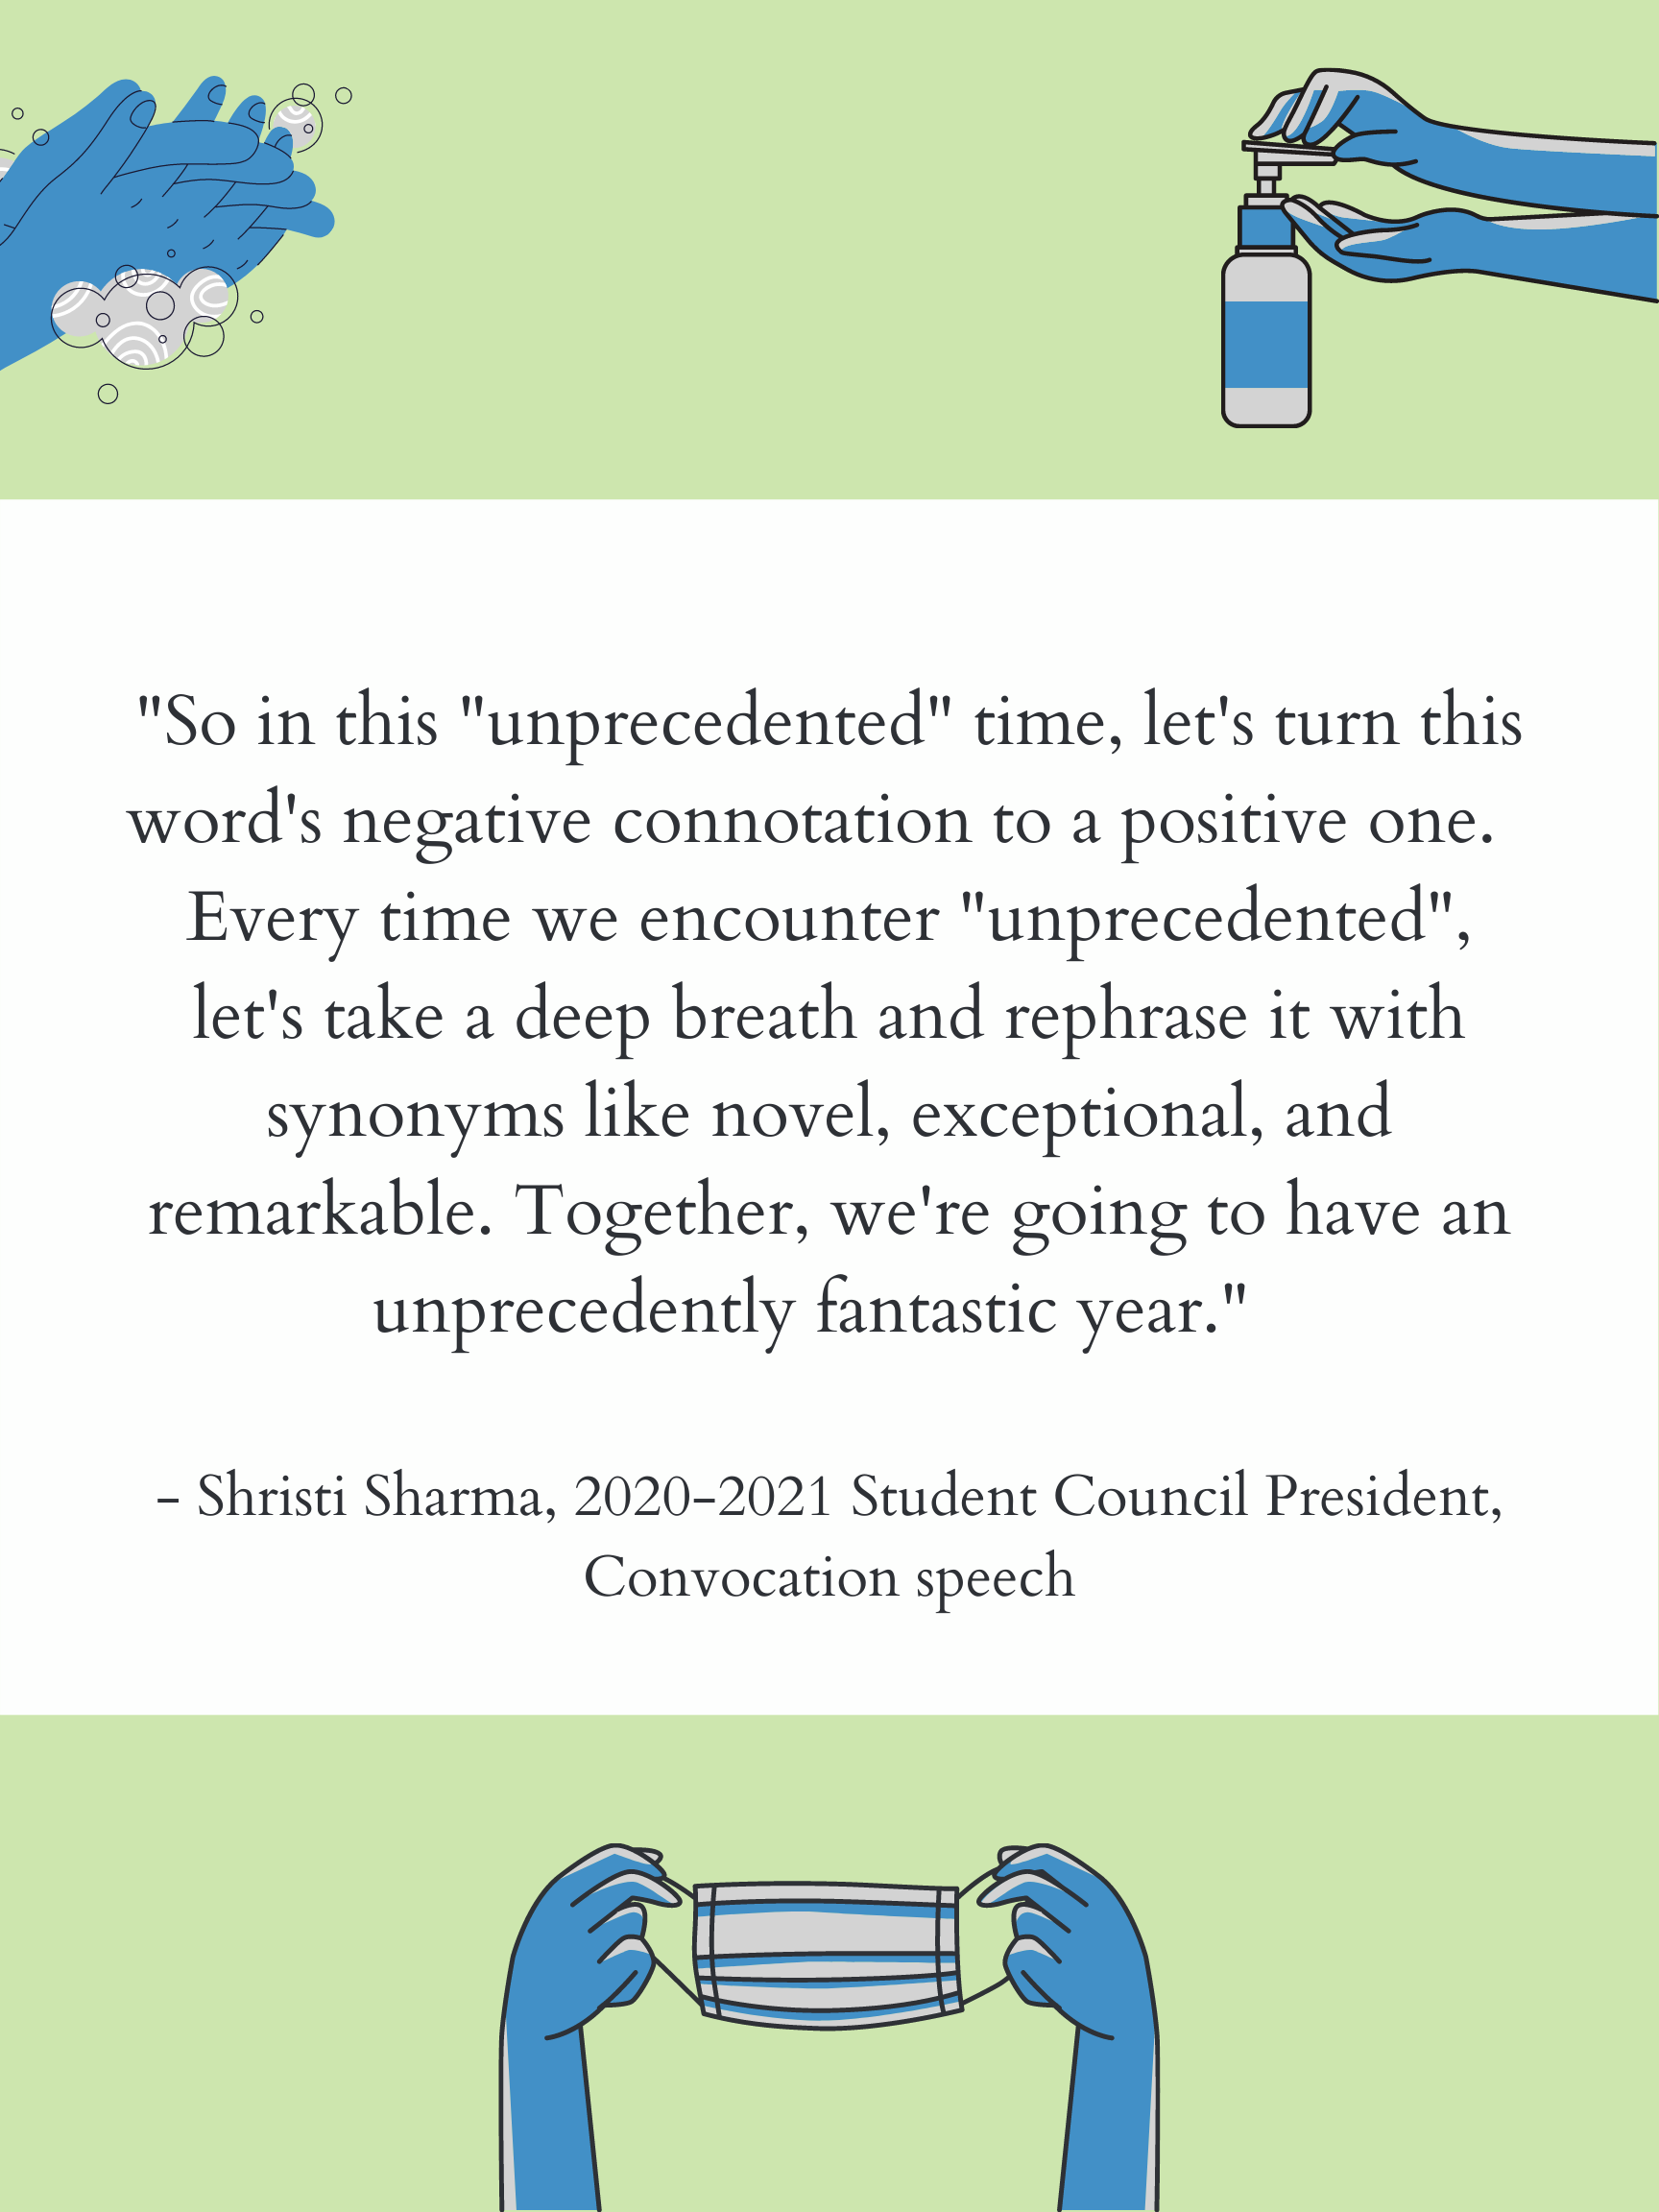 "So in this "unprecedented" time, let's turn this
word's negative connotation to a positive one.
Every time we encounter "unprecedented",
let's take a deep breath and rephrase it with
synonyms like novel, exceptional, and
remarkable. Together, we're going to have an
unprecedently fantastic year."
- Shristi Sharma, 2020-2021 Student Council President,
Convocation speech